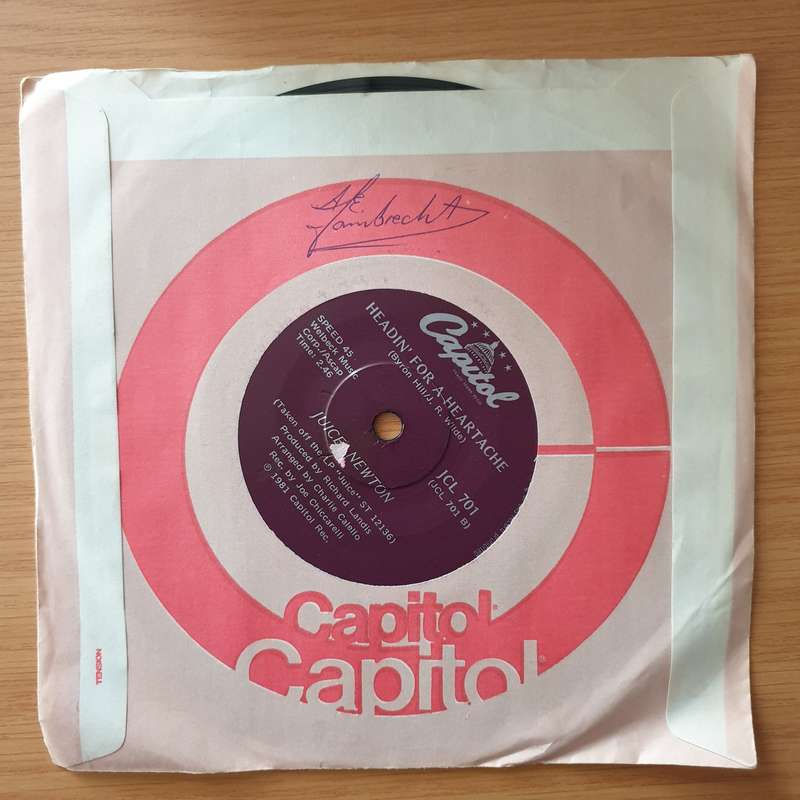 A E
Lambrecht
Capitol
HEADIN' FOR A HEARTACHE
(Byron Hill/J. R. Wilde)
SPEED 45
Welbeck Music
Corp./Ascap
Time: 2.46
JCL 701
(JCL 701 B)
JUICE NEWTON
(Taken off the LP "Juice" ST 12136)
Produced by Richard Landis
Arranged by Charlie Calello
Rec. by Joe Chiccarelli
℗ 1981 Capitol Rec.
Capitol®
Capitol®
TENSION